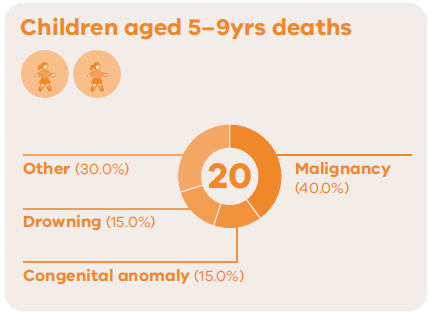 Children aged 5–9yrs deaths
20
Other (30.0%)
Malignancy
(40.0%)
Drowning (15.0%)
Congenital anomaly (15.0%)